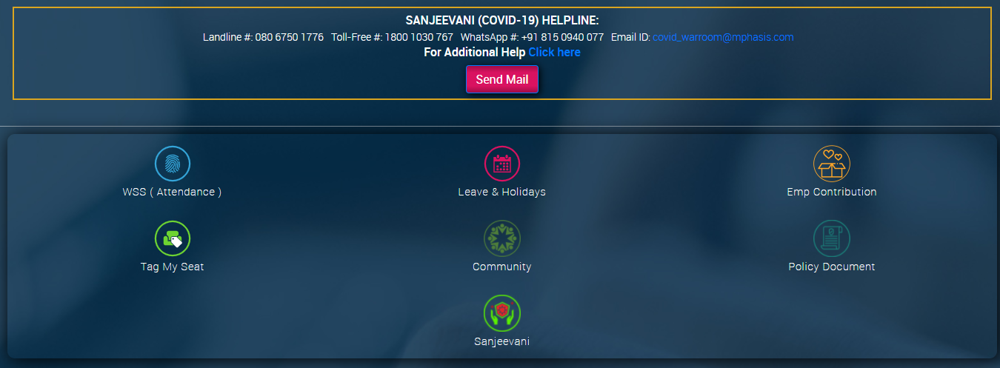 SANJEEVANI (COVID-19) HELPLINE:
Landline #: 080 6750 1776 Toll-Free #: 1800 1030 767 WhatsApp #: +91 815 0940 077 Email ID: covid_warroom@mphasis.com
For Additional Help Click here
Send Mail
WSS ( Attendance ) Leave & Holidays Emp Contribution
Tag My Seat Community Policy Document
Sanjeevani